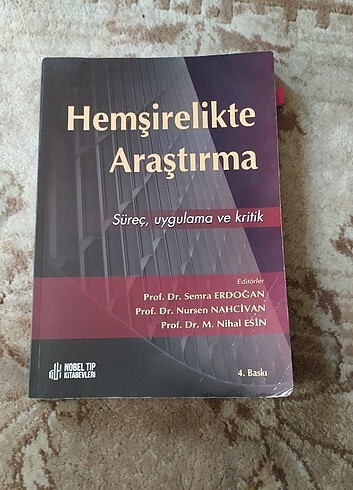 Hemşirelikte
Araştırma
Süreç, uygulama ve kritik
Editörler
Prof. Dr. Semra ERDOĞAN
Prof. Dr. Nursen NAHCİVAN
Prof. Dr. M. Nihal ESİN
NOBEL TIP
KİTABEVLERİ
4. Baskı